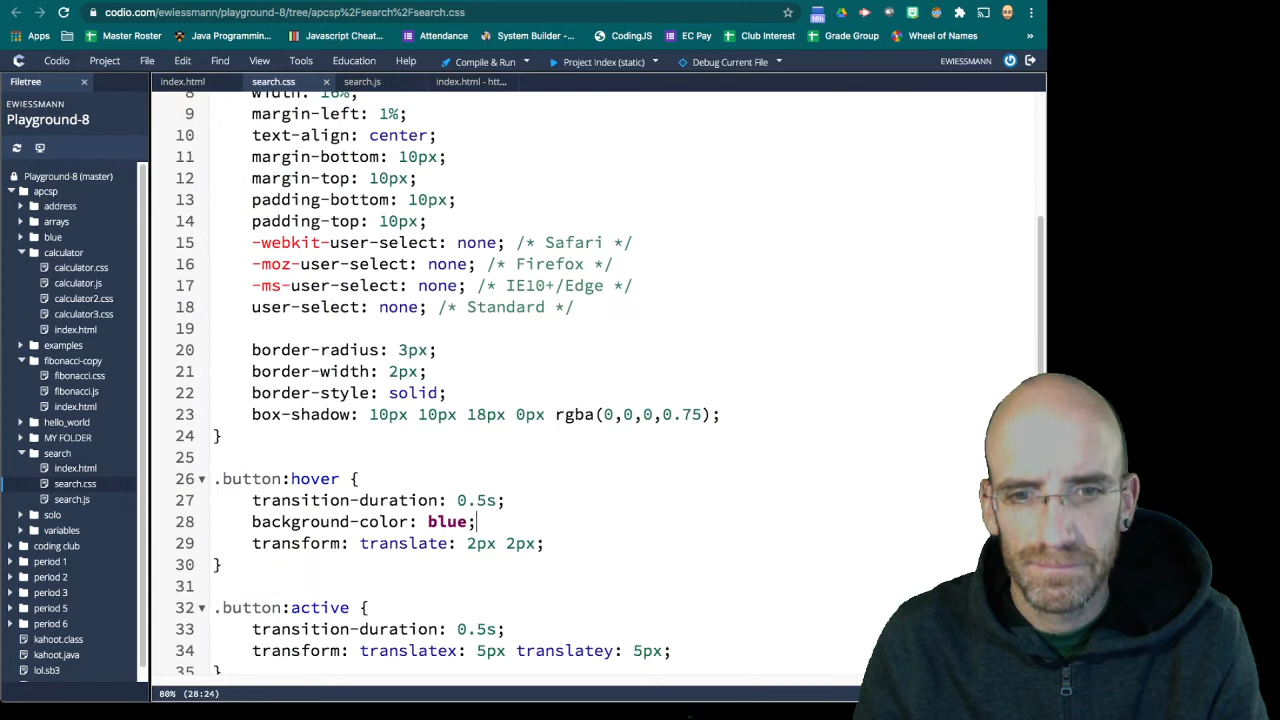 codio.com/ewiessmann/playground-8/tree/apcsp%2Fsearch%2Fsearch.css
16h
Apps Master Roster Java Programmin... Javascript Cheat... Attendance System Builder -... CodingJS EC Pay Club Interest Grade Group Wheel of Names »
Codio Project File Edit Find View Tools Education Help Compile & Run Project Index (static) Debug Current File EWIESSMANN
Filetree × index.html search.css × search.js index.html - htt...
EWIESSMANN
Playground-8
Playground-8 (master)
apcsp
address
arrays
blue
calculator
calculator.css
calculator.js
calculator2.css
calculator3.css
index.html
examples
fibonacci-copy
fibonacci.css
fibonacci.js
index.html
hello_world
MY FOLDER
search
index.html
search.css
search.js
solo
variables
coding club
period 1
period 2
period 3
period 5
period 6
kahoot.class
kahoot.java
lol.sb3
8 width: 16%;
9 margin-left: 1%;
10 text-align: center;
11 margin-bottom: 10px;
12 margin-top: 10px;
13 padding-bottom: 10px;
14 padding-top: 10px;
15 -webkit-user-select: none; /* Safari */
16 -moz-user-select: none; /* Firefox */
17 -ms-user-select: none; /* IE10+/Edge */
18 user-select: none; /* Standard */
19
20 border-radius: 3px;
21 border-width: 2px;
22 border-style: solid;
23 box-shadow: 10px 10px 18px 0px rgba(0,0,0,0.75);
24 }
25
26 .button:hover {
27 transition-duration: 0.5s;
28 background-color: blue;
29 transform: translate: 2px 2px;
30 }
31
32 .button:active {
33 transition-duration: 0.5s;
34 transform: translatex: 5px translatey: 5px;
35 }
80% (28:24)